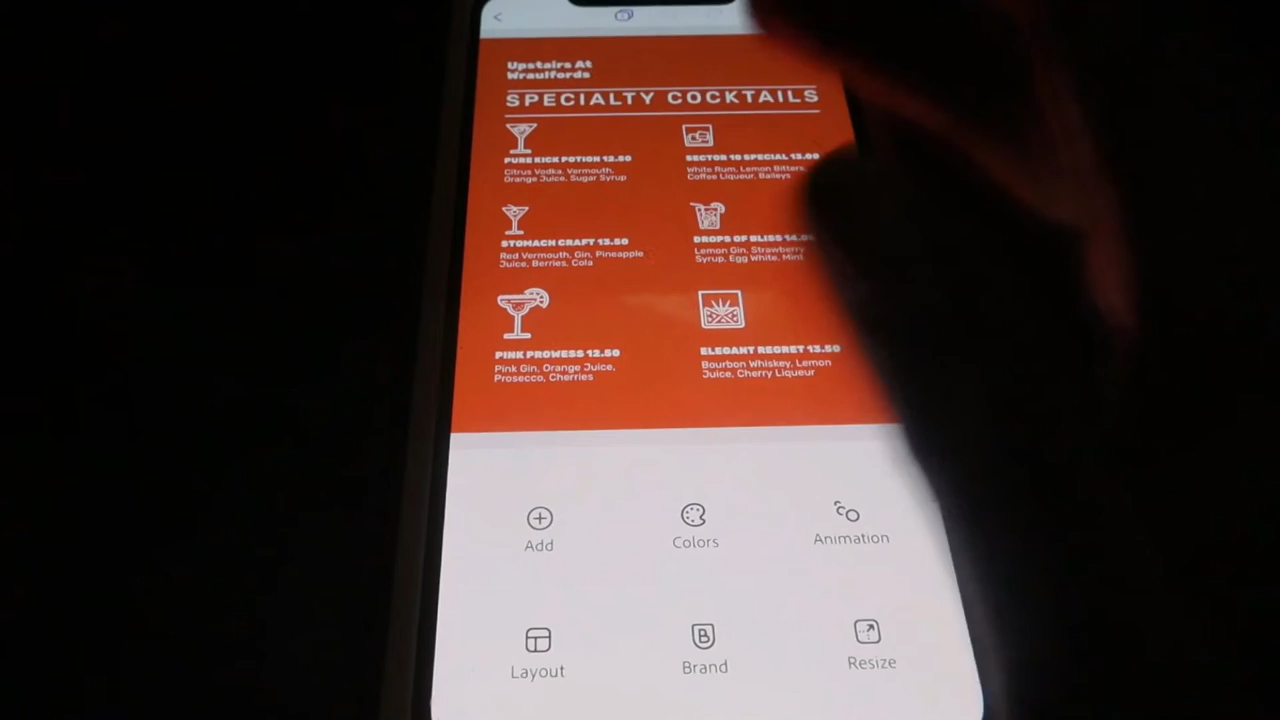 Upstairs At
Wraulfords
SPECIALTY COCKTAILS
PURE KICK POTION 12.50
Citrus Vodka, Vermouth,
Orange Juice, Sugar Syrup
SECTOR 10 SPECIAL 13.00
White Rum, Lemon Bitters,
Coffee Liqueur, Baileys
STOMACH CRAFT 13.50
Red Vermouth, Gin, Pineapple
Juice, Berries, Cola
DROPS OF BLISS
Lemon Gin, Strawberry
Syrup, Egg White, Mint
PINK PROWESS 12.50
Pink Gin, Orange Juice,
Prosecco, Cherries
ELEGANT REGRET 13.50
Bourbon Whiskey, Lemon
Juice, Cherry Liqueur
Add
Colors
Animation
Layout
B
Brand
Resize